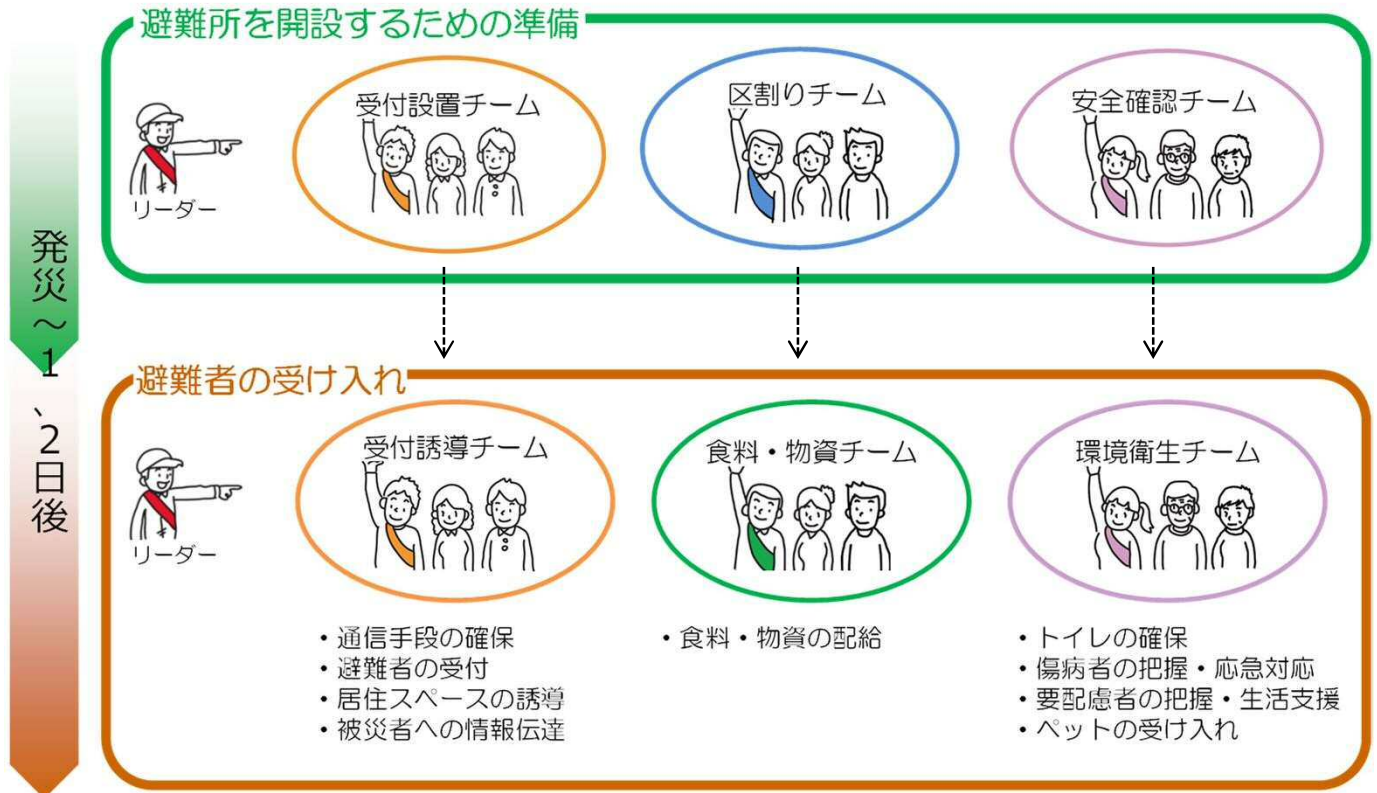 避難所を開設するための準備
受付設置チーム
区割りチーム
安全確認チーム
リーダー
発災～1、2日後
避難者の受け入れ
受付誘導チーム
食料・物資チーム
環境衛生チーム
リーダー
・通信手段の確保
・避難者の受付
・居住スペースの誘導
・被災者への情報伝達
・食料・物資の配給
・トイレの確保
・傷病者の把握・応急対応
・要配慮者の把握・生活支援
・ペットの受け入れ